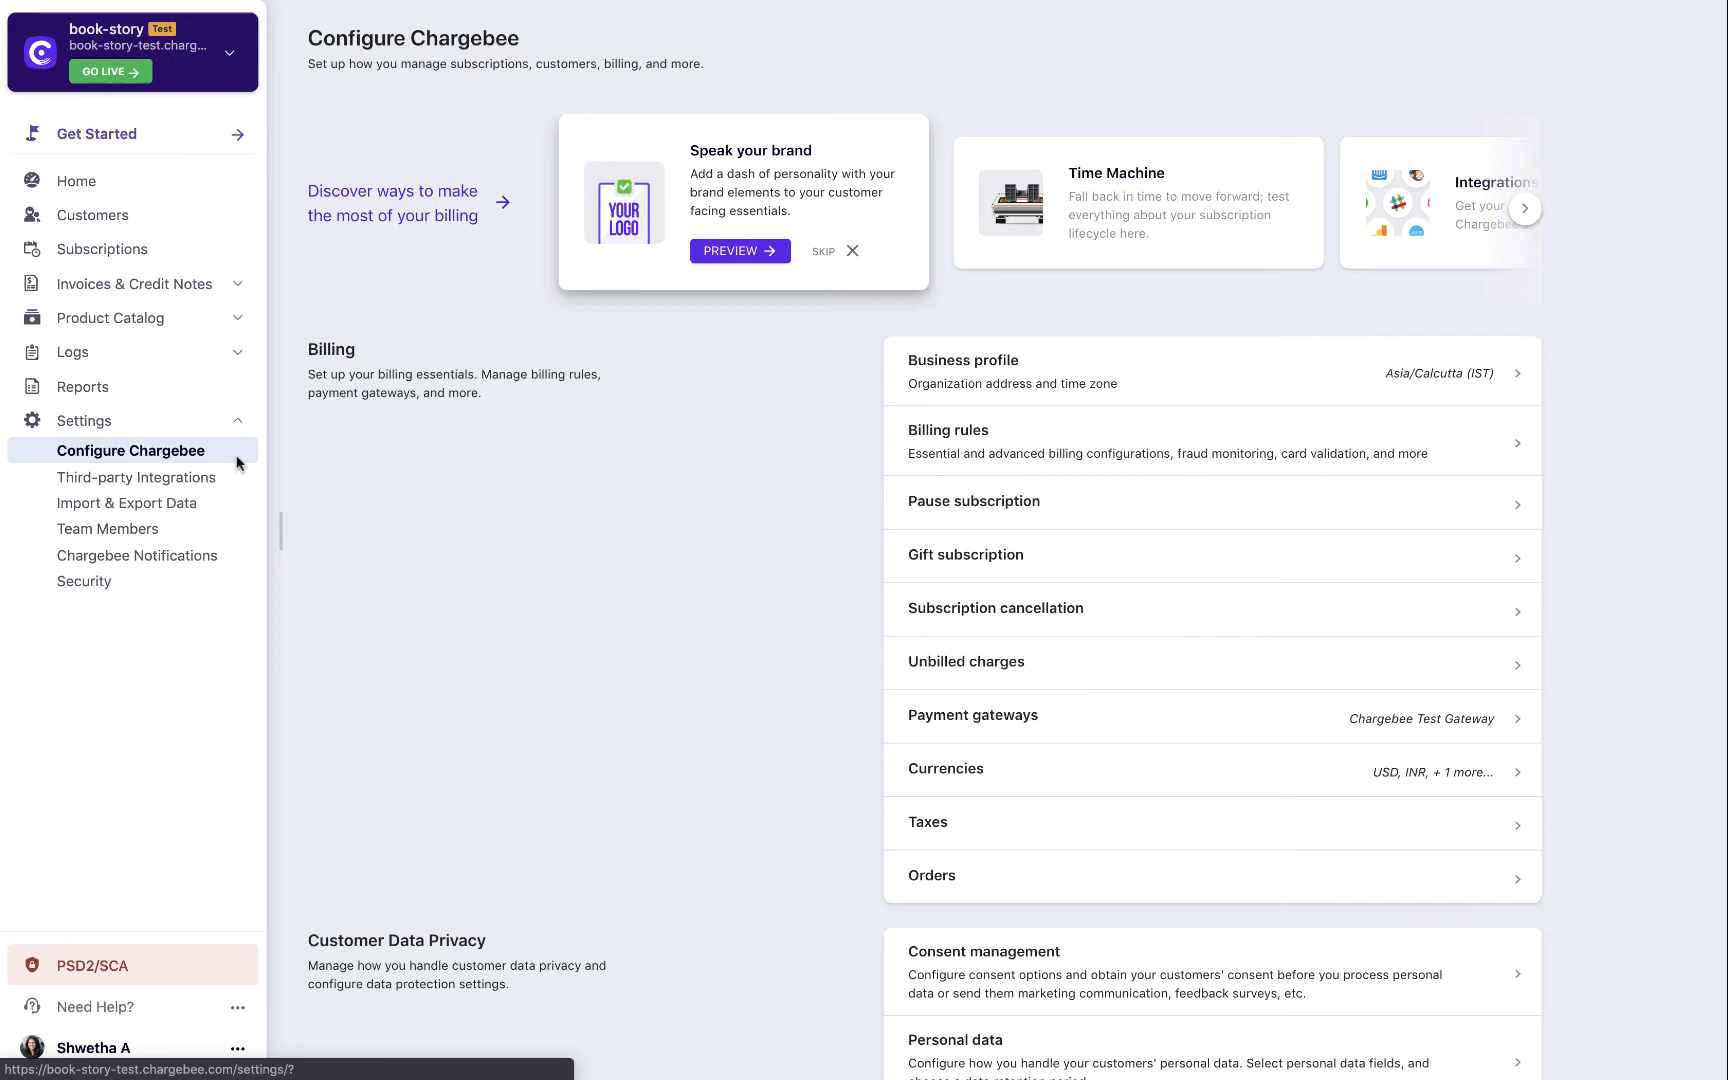 book-story Test
book-story-test.charg...
GO LIVE
Get Started
Home
Customers
Subscriptions
Invoices & Credit Notes
Product Catalog
Logs
Reports
Settings
Configure Chargebee
Third-party Integrations
Import & Export Data
Team Members
Chargebee Notifications
Security
PSD2/SCA
Need Help?
Shwetha A
https://book-story-test.chargebee.com/settings/?
Configure Chargebee
Set up how you manage subscriptions, customers, billing, and more.
Discover ways to make
the most of your billing
YOUR
LOGO
Speak your brand
Add a dash of personality with your
brand elements to your customer
facing essentials.
PREVIEW
SKIP
Time Machine
Fall back in time to move forward; test
everything about your subscription
lifecycle here.
Integrations
Get your
Chargebee
Billing
Set up your billing essentials. Manage billing rules,
payment gateways, and more.
Business profile
Organization address and time zone
Asia/Calcutta (IST)
Billing rules
Essential and advanced billing configurations, fraud monitoring, card validation, and more
Pause subscription
Gift subscription
Subscription cancellation
Unbilled charges
Payment gateways
Chargebee Test Gateway
Currencies
USD, INR, + 1 more...
Taxes
Orders
Customer Data Privacy
Manage how you handle customer data privacy and
configure data protection settings.
Consent management
Configure consent options and obtain your customers' consent before you process personal
data or send them marketing communication, feedback surveys, etc.
Personal data
Configure how you handle your customers' personal data. Select personal data fields, and